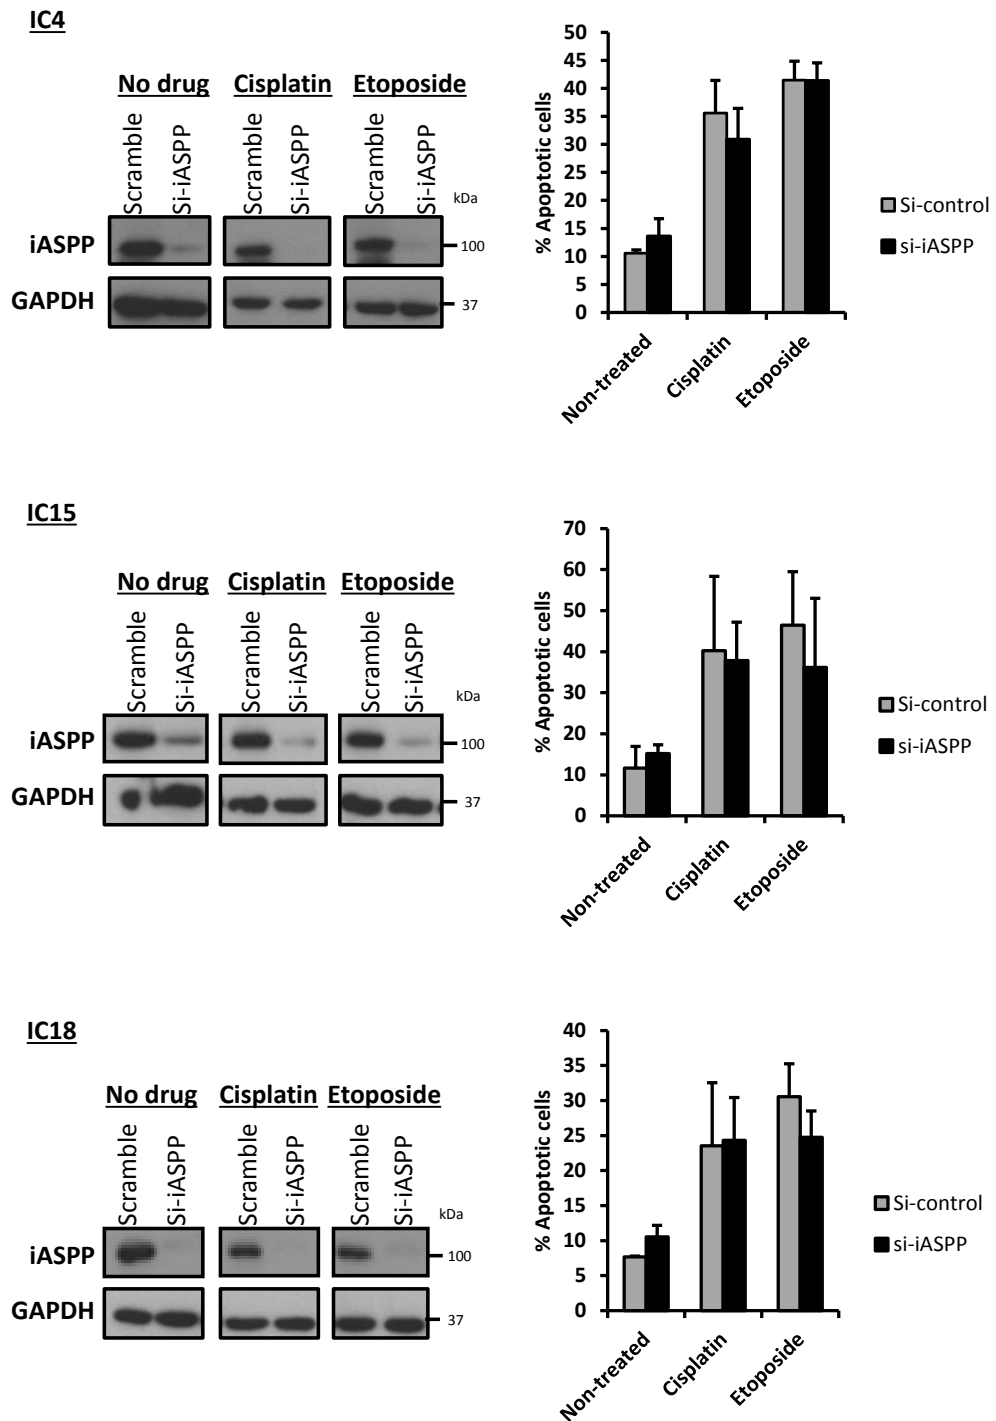 IC4
No drug Cisplatin Etoposide
Scramble Si-iASPP Scramble Si-iASPP Scramble Si-iASPP
kDa
iASPP 100
GAPDH 37
% Apoptotic cells
50
45
40
35
30
25
20
15
10
5
0
Non-treated Cisplatin Etoposide
Si-control
si-iASPP
IC15
No drug Cisplatin Etoposide
Scramble Si-iASPP Scramble Si-iASPP Scramble Si-iASPP
kDa
iASPP 100
GAPDH 37
% Apoptotic cells
70
60
50
40
30
20
10
0
Non-treated Cisplatin Etoposide
Si-control
si-iASPP
IC18
No drug Cisplatin Etoposide
Scramble Si-iASPP Scramble Si-iASPP Scramble Si-iASPP
kDa
iASPP 100
GAPDH 37
% Apoptotic cells
40
35
30
25
20
15
10
5
0
Non-treated Cisplatin Etoposide
Si-control
si-iASPP